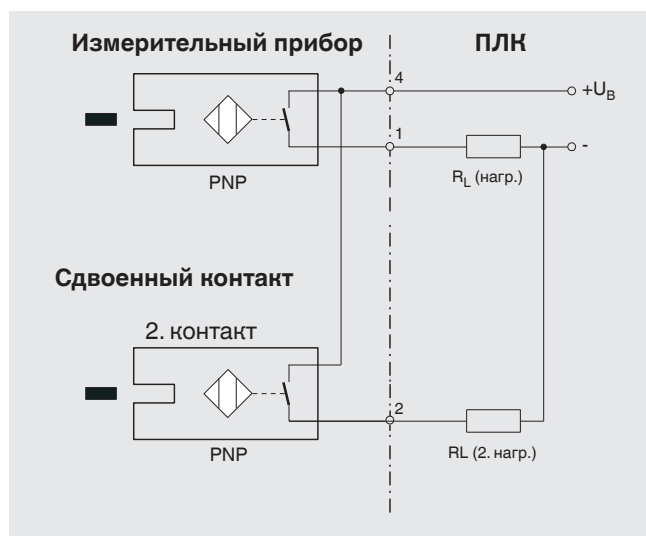 Измерительный прибор
ПЛК
4
+U_B
1
-
R_L (нагр.)
PNP
Сдвоенный контакт
2. контакт
2
PNP
RL (2. нагр.)